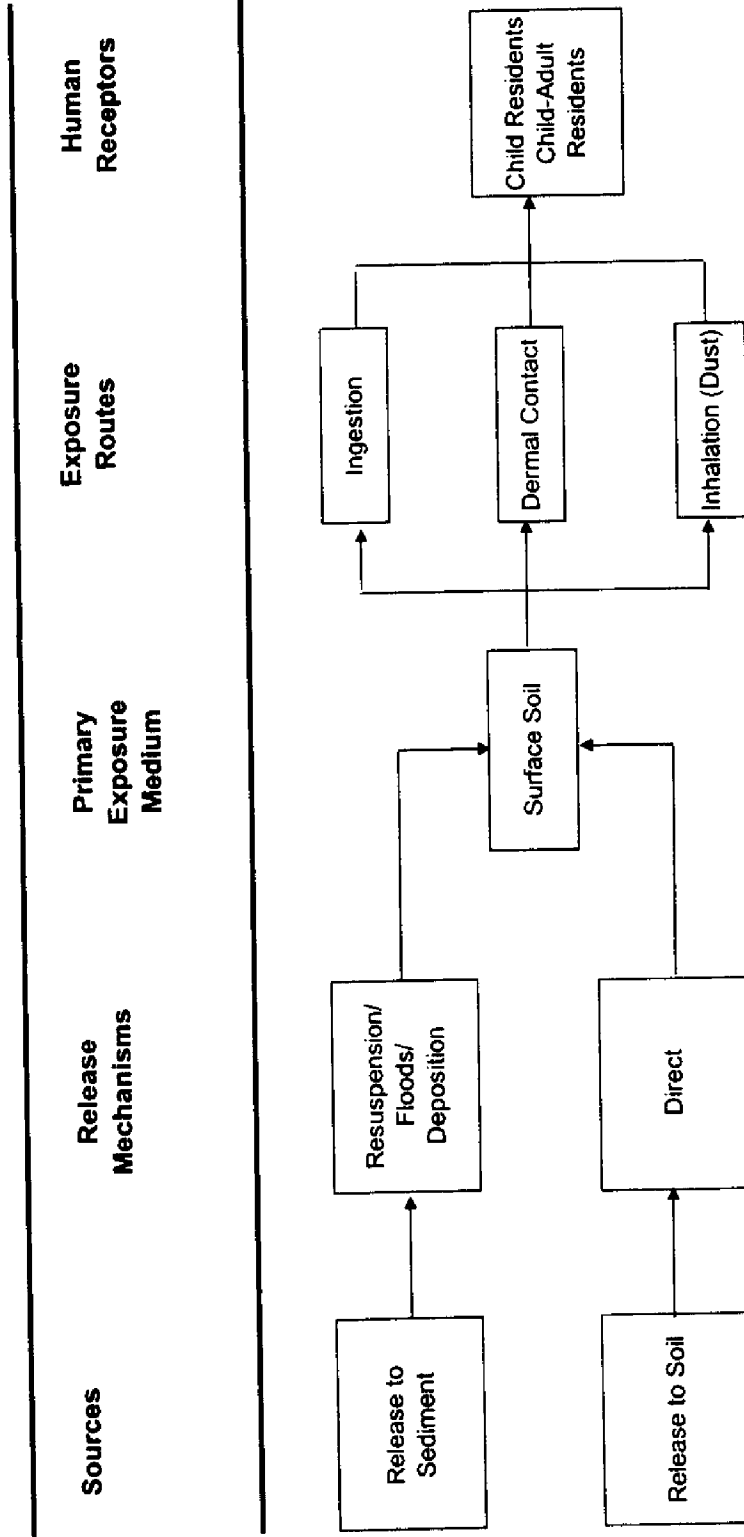 Sources
Release
Mechanisms
Primary
Exposure
Medium
Exposure
Routes
Human
Receptors
Release to
Sediment
Resuspension/
Floods/
Deposition
Release to Soil
Direct
Surface Soil
Ingestion
Dermal Contact
Inhalation (Dust)
Child Residents
Child-Adult
Residents